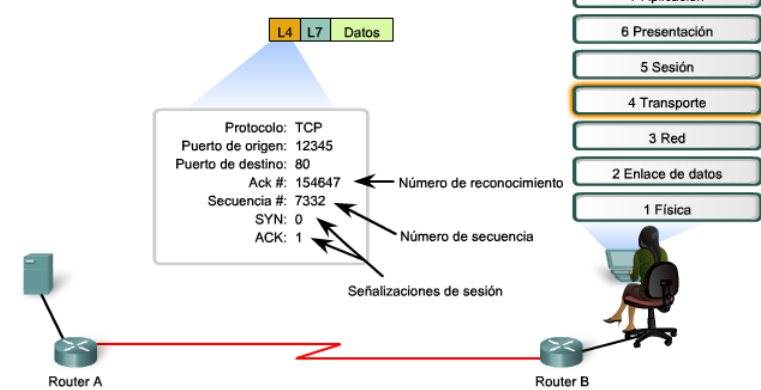 7 Aplicación
L4 L7 Datos
6 Presentación
5 Sesión
4 Transporte
3 Red
2 Enlace de datos
1 Física
Protocolo: TCP
Puerto de origen: 12345
Puerto de destino: 80
Ack #: 154647
Número de reconocimiento
Secuencia #: 7332
SYN: 0
Número de secuencia
ACK: 1
Señalizaciones de sesión
Router A
Router B